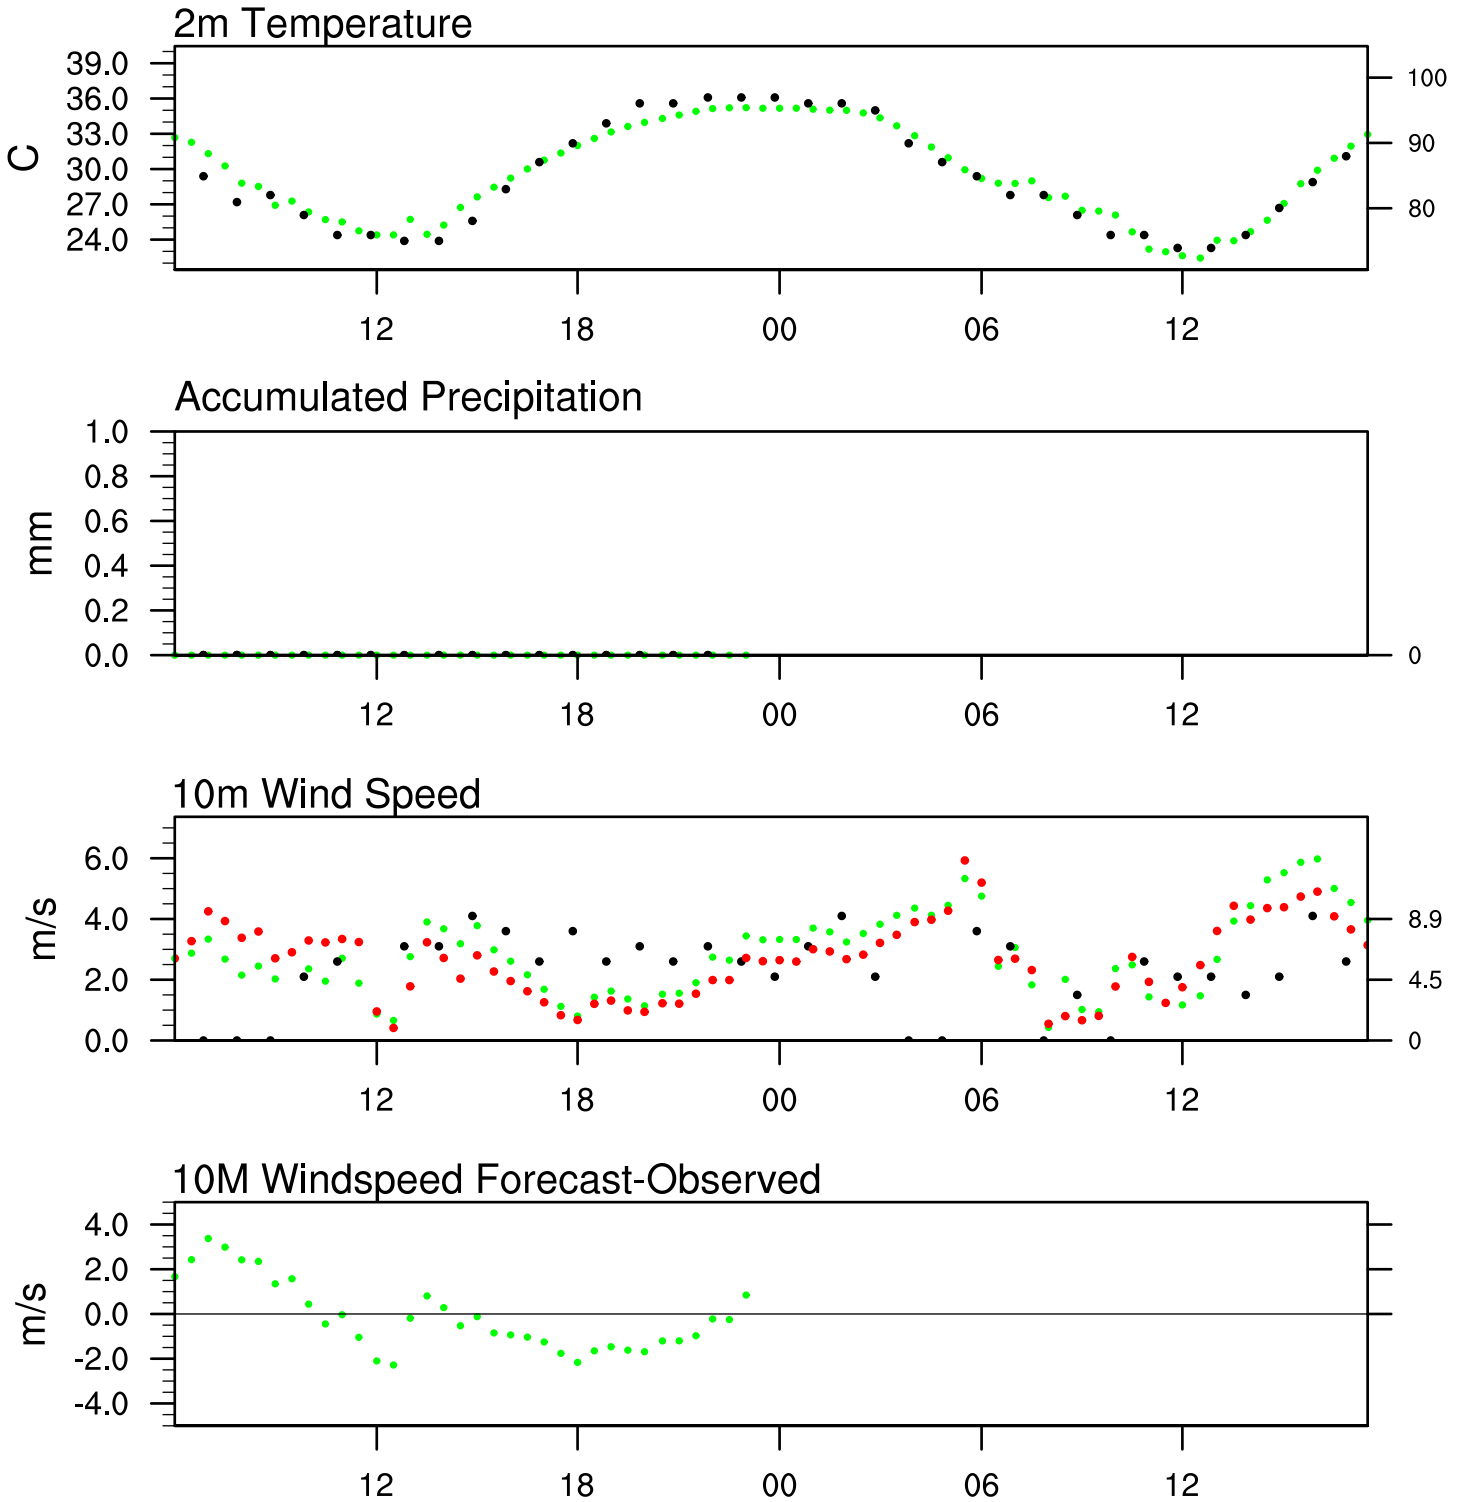 2m Temperature
39.0
36.0
33.0
30.0
27.0
24.0
C
100
90
80
12 18 00 06 12
Accumulated Precipitation
1.0
0.8
0.6
0.4
0.2
0.0
mm
0
12 18 00 06 12
10m Wind Speed
6.0
4.0
2.0
0.0
m/s
8.9
4.5
0
12 18 00 06 12
10M Windspeed Forecast-Observed
4.0
2.0
0.0
-2.0
-4.0
m/s
12 18 00 06 12